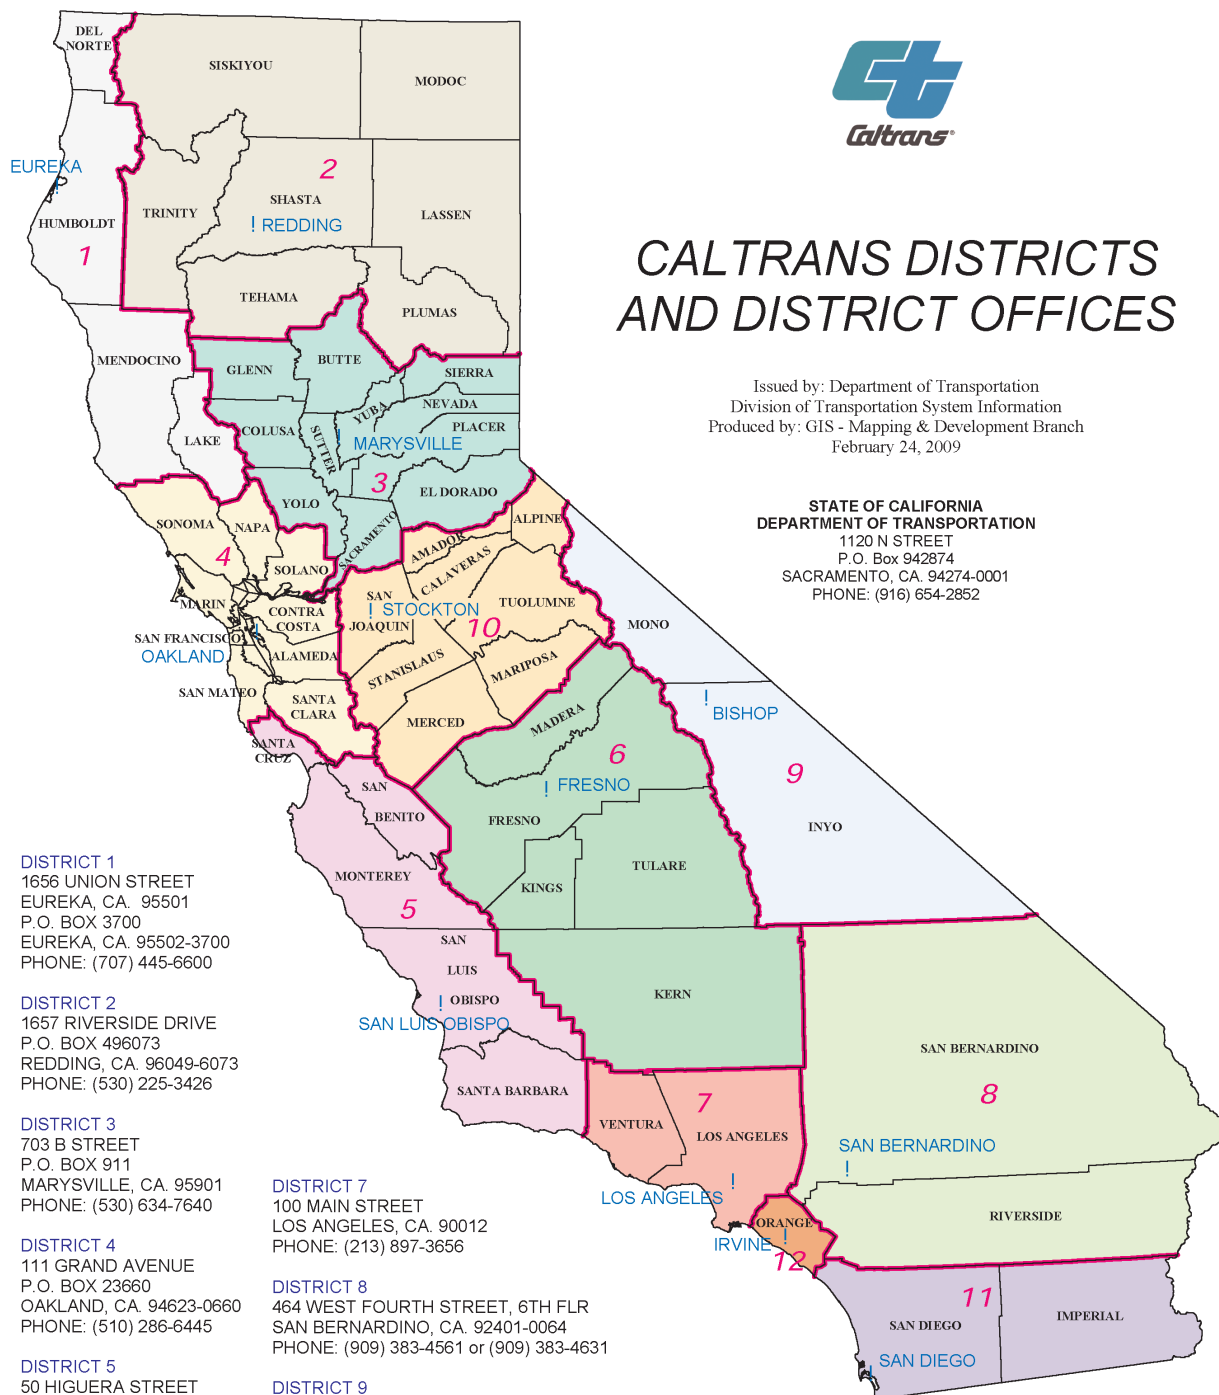 Caltrans
CALTRANS DISTRICTS
AND DISTRICT OFFICES
Issued by: Department of Transportation
Division of Transportation System Information
Produced by: GIS - Mapping & Development Branch
February 24, 2009
STATE OF CALIFORNIA
DEPARTMENT OF TRANSPORTATION
1120 N STREET
P.O. Box 942874
SACRAMENTO, CA. 94274-0001
PHONE: (916) 654-2852
DEL
NORTE
SISKIYOU
MODOC
EUREKA
HUMBOLDT
1
TRINITY
2
SHASTA
REDDING
LASSEN
TEHAMA
PLUMAS
MENDOCINO
LAKE
GLENN
BUTTE
SIERRA
COLUSA
SUTTER
YUBA
NEVADA
PLACER
MARYSVILLE
3
YOLO
EL DORADO
SACRAMENTO
SONOMA
NAPA
4
SOLANO
MARIN
CONTRA
COSTA
SAN FRANCISCO
OAKLAND
ALAMEDA
SAN MATEO
SANTA
CLARA
ALPINE
AMADOR
CALAVERAS
SAN
JOAQUIN
STOCKTON
TUOLUMNE
10
STANISLAUS
MARIPOSA
MERCED
MONO
BISHOP
9
INYO
MADERA
6
FRESNO
FRESNO
TULARE
KINGS
KERN
SANTA
CRUZ
SAN
BENITO
MONTEREY
5
SAN
LUIS
OBISPO
SAN LUIS OBISPO
SANTA BARBARA
VENTURA
7
LOS ANGELES
LOS ANGELES
SAN BERNARDINO
8
SAN BERNARDINO
RIVERSIDE
ORANGE
IRVINE
12
11
SAN DIEGO
IMPERIAL
SAN DIEGO
DISTRICT 1
1656 UNION STREET
EUREKA, CA. 95501
P.O. BOX 3700
EUREKA, CA. 95502-3700
PHONE: (707) 445-6600
DISTRICT 2
1657 RIVERSIDE DRIVE
P.O. BOX 496073
REDDING, CA. 96049-6073
PHONE: (530) 225-3426
DISTRICT 3
703 B STREET
P.O. BOX 911
MARYSVILLE, CA. 95901
PHONE: (530) 634-7640
DISTRICT 4
111 GRAND AVENUE
P.O. BOX 23660
OAKLAND, CA. 94623-0660
PHONE: (510) 286-6445
DISTRICT 5
50 HIGUERA STREET
DISTRICT 7
100 MAIN STREET
LOS ANGELES, CA. 90012
PHONE: (213) 897-3656
DISTRICT 8
464 WEST FOURTH STREET, 6TH FLR
SAN BERNARDINO, CA. 92401-0064
PHONE: (909) 383-4561 or (909) 383-4631
DISTRICT 9